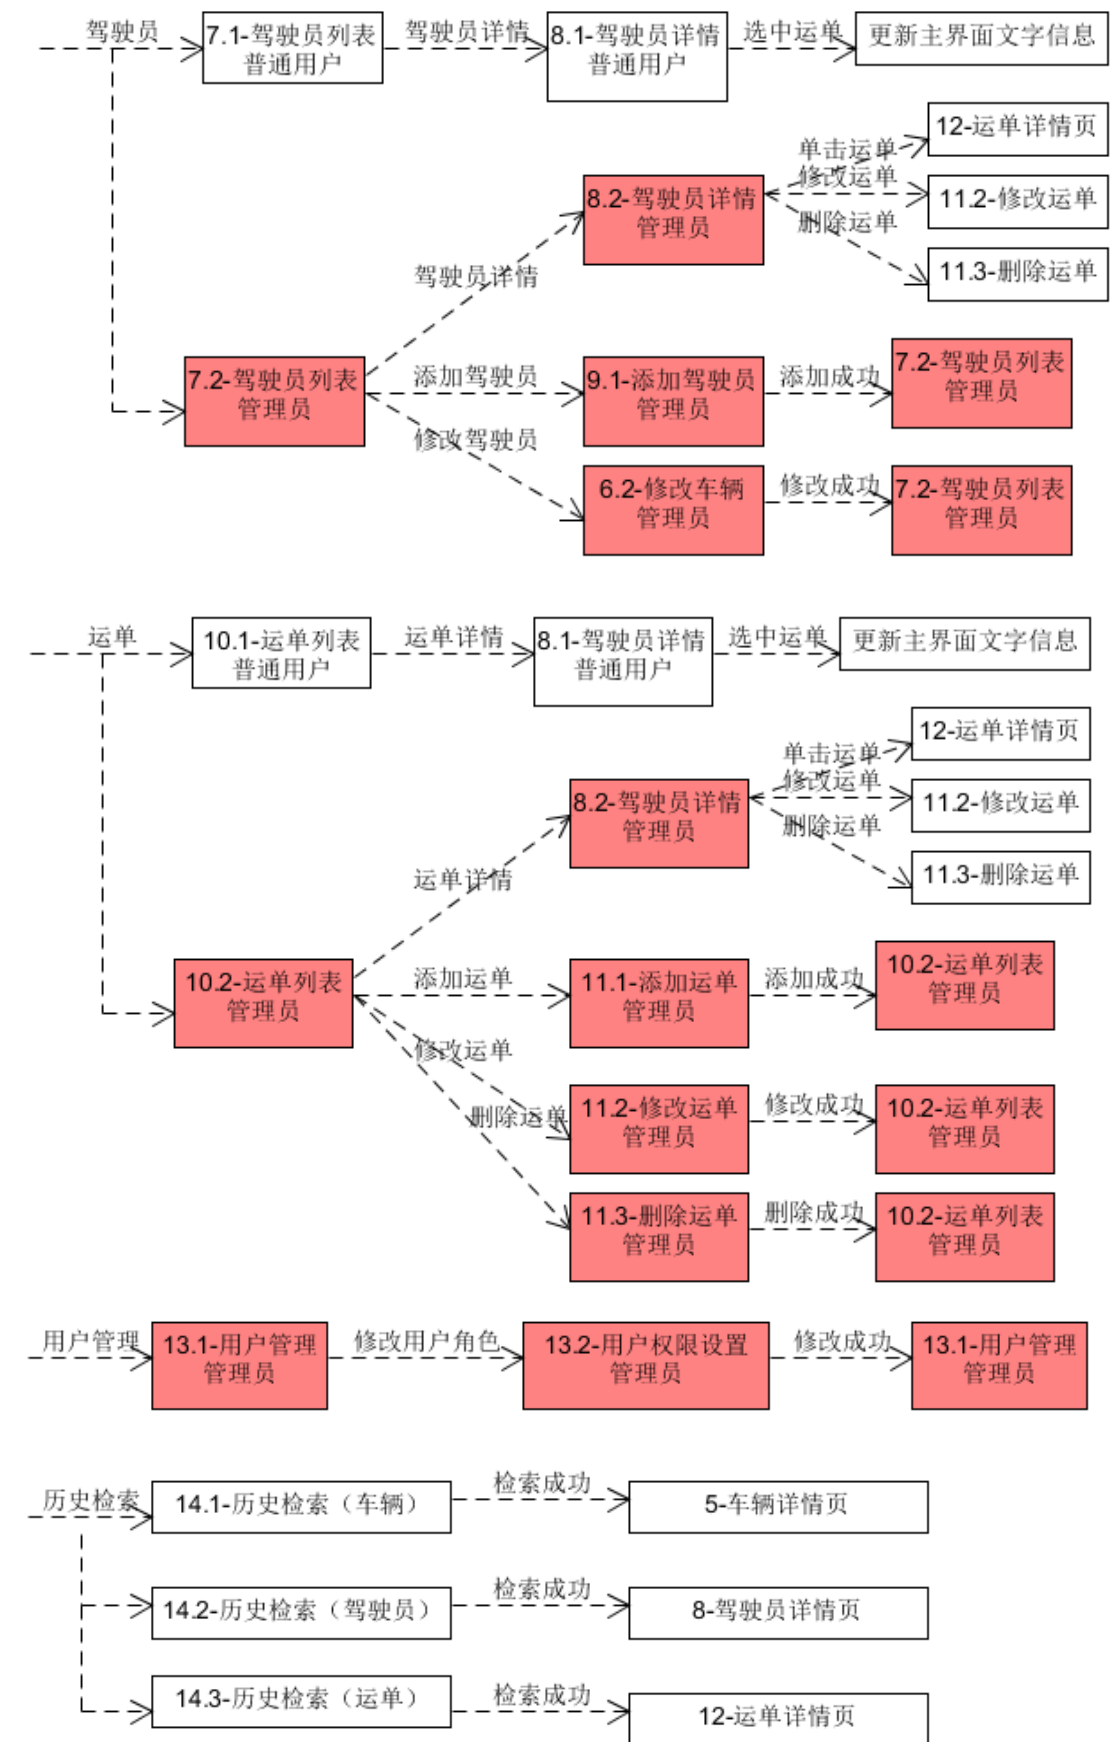 驾驶员
7.1-驾驶员列表
普通用户
驾驶员详情
8.1-驾驶员详情
普通用户
选中运单
更新主界面文字信息
12-运单详情页
单击运单
修改运单
删除运单
8.2-驾驶员详情
管理员
11.2-修改运单
11.3-删除运单
驾驶员详情
7.2-驾驶员列表
管理员
添加驾驶员
9.1-添加驾驶员
管理员
添加成功
7.2-驾驶员列表
管理员
修改驾驶员
6.2-修改车辆
管理员
修改成功
7.2-驾驶员列表
管理员
运单
10.1-运单列表
普通用户
运单详情
8.1-驾驶员详情
普通用户
选中运单
更新主界面文字信息
12-运单详情页
单击运单
修改运单
删除运单
8.2-驾驶员详情
管理员
11.2-修改运单
11.3-删除运单
运单详情
10.2-运单列表
管理员
添加运单
11.1-添加运单
管理员
添加成功
10.2-运单列表
管理员
修改运单
11.2-修改运单
管理员
修改成功
10.2-运单列表
管理员
删除运单
11.3-删除运单
管理员
删除成功
10.2-运单列表
管理员
用户管理
13.1-用户管理
管理员
修改用户角色
13.2-用户权限设置
管理员
修改成功
13.1-用户管理
管理员
历史检索
14.1-历史检索（车辆）
检索成功
5-车辆详情页
14.2-历史检索（驾驶员）
检索成功
8-驾驶员详情页
14.3-历史检索（运单）
检索成功
12-运单详情页